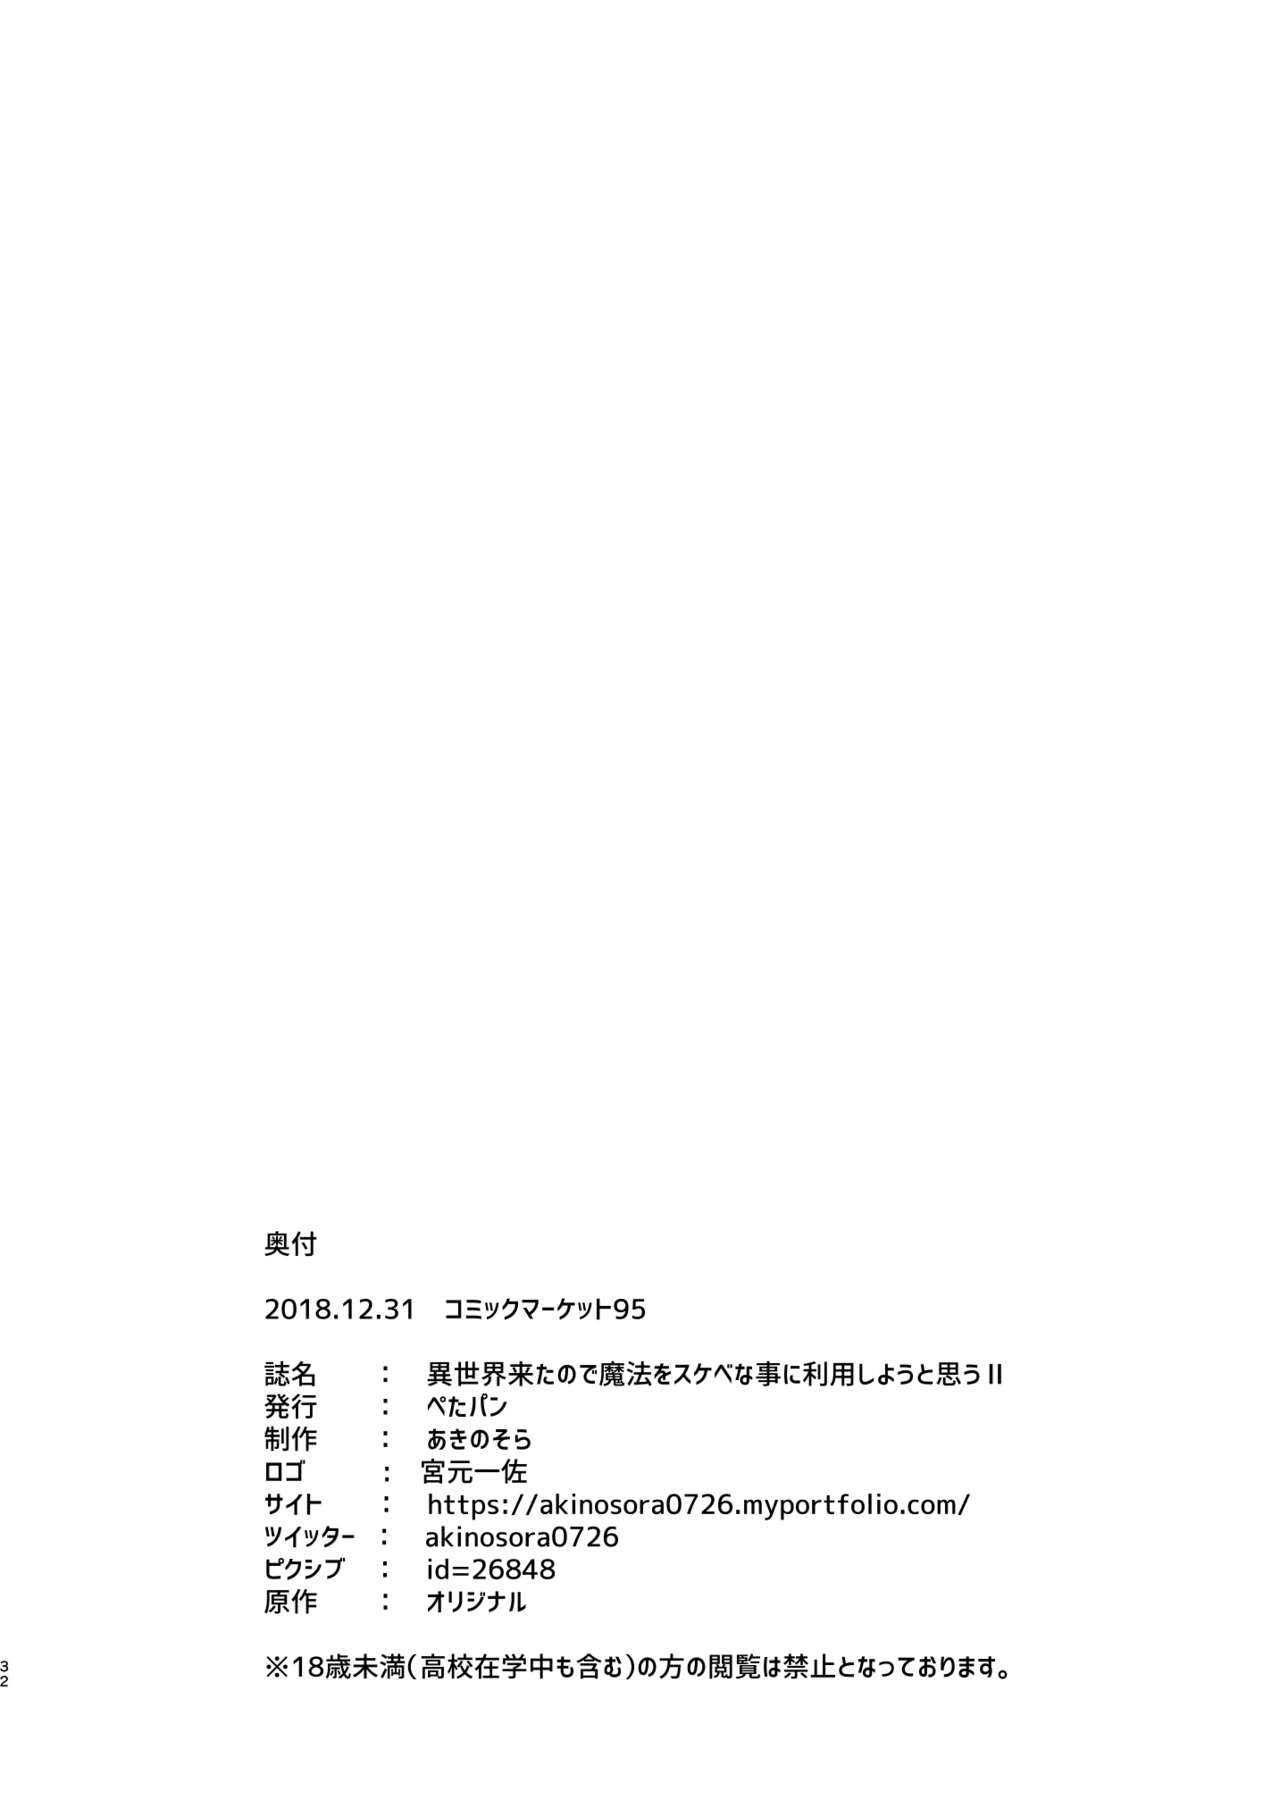 奥付
2018.12.31　コミックマーケット95
誌名　：　異世界来たので魔法をスケベな事に利用しようと思うⅡ
発行　：　ぺたパン
制作　：　あきのそら
ロゴ　：　宮元一佐
サイト　：　https://akinosora0726.myportfolio.com/
ツイッター　：　akinosora0726
ピクシブ　：　id=26848
原作　：　オリジナル
※18歳未満(高校在学中も含む)の方の閲覧は禁止となっております。
32